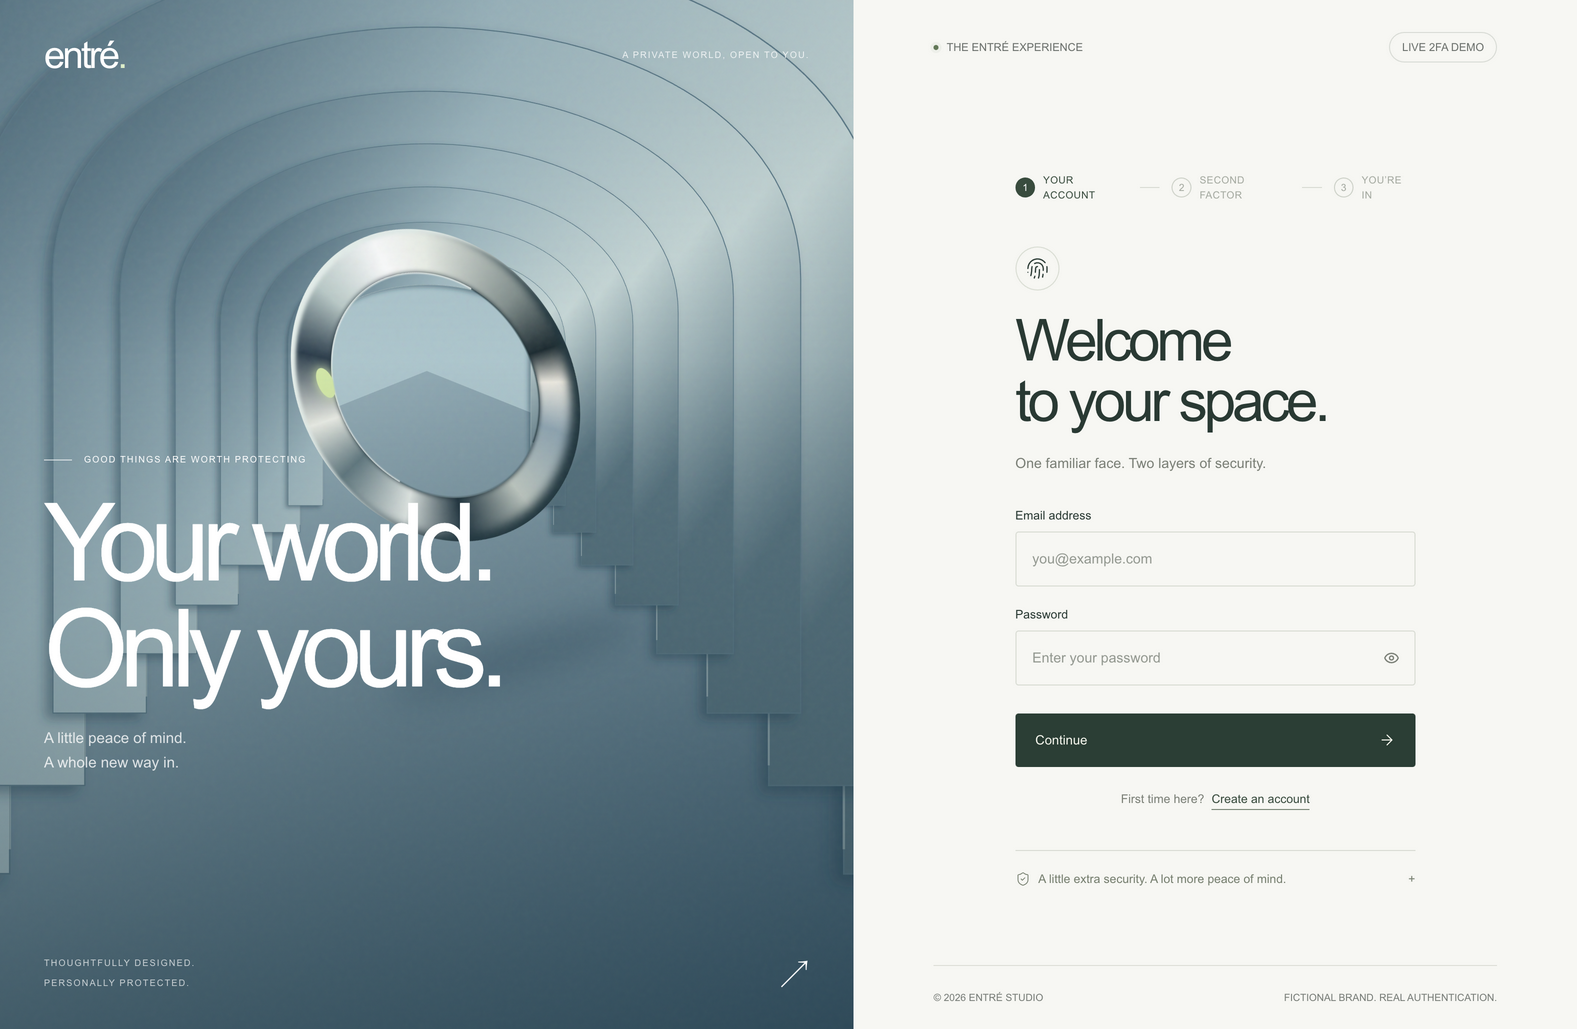 entré.
A PRIVATE WORLD, OPEN TO YOU.
GOOD THINGS ARE WORTH PROTECTING
Your world.
Only yours.
A little peace of mind.
A whole new way in.
THOUGHTFULLY DESIGNED.
PERSONALLY PROTECTED.
THE ENTRÉ EXPERIENCE
LIVE 2FA DEMO
1
YOUR
ACCOUNT
2
SECOND
FACTOR
3
YOU'RE
IN
Welcome
to your space.
One familiar face. Two layers of security.
Email address
you@example.com
Password
Enter your password
Continue
First time here? Create an account
A little extra security. A lot more peace of mind.
+
© 2026 ENTRÉ STUDIO
FICTIONAL BRAND. REAL AUTHENTICATION.